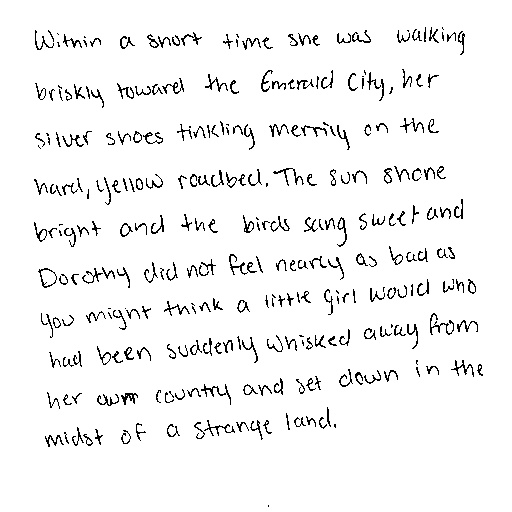 Within a short time she was walking
briskly toward the Emerald City, her
silver shoes tinkling merrily on the
hard, yellow roadbed. The sun shone
bright and the birds sang sweet and
Dorothy did not feel nearly as bad as
you might think a little girl would who
had been suddenly whisked away from
her own country and set down in the
midst of a strange land.